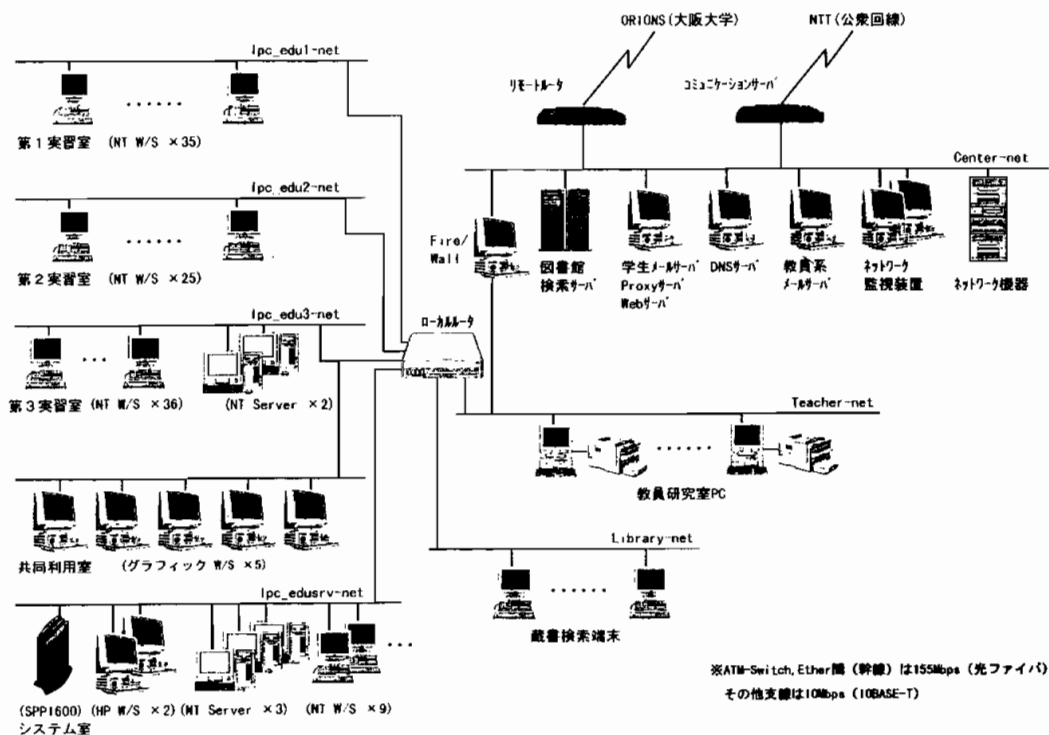 ORIONS(大阪大学)
NTT(公衆回線)
リモートルータ
コミュニケーションサーバ
Ipc_edu1-net
第1実習室 (NT W/S ×35)
Ipc_edu2-net
第2実習室 (NT W/S ×25)
Ipc_edu3-net
第3実習室 (NT W/S ×36)
(NT Server ×2)
共同利用室 (グラフィック W/S ×5)
Ipc_edusrv-net
(SPP1600) (HP W/S ×2) (NT Server ×3) (NT W/S ×9)
システム室
ローカルルータ
Center-net
Fire/
Wall
図書館
検索サーバ
学生メールサーバ
Proxyサーバ
Webサーバ
DNSサーバ
教員系
メールサーバ
ネットワーク
監視装置
ネットワーク機器
Teacher-net
教員研究室PC
Library-net
蔵書検索端末
※ATM-Switch,Ether間(幹線)は155Mbps(光ファイバ)
その他支線は10Mbps(10BASE-T)